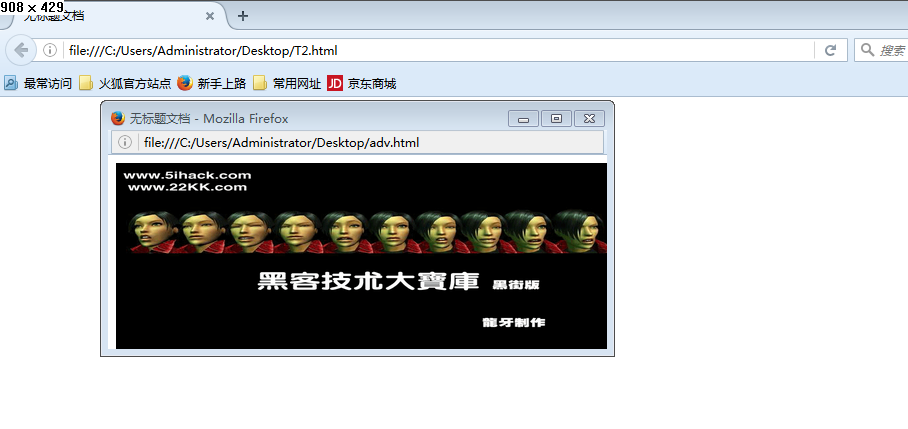 908 × 429
无标题文档
file:///C:/Users/Administrator/Desktop/T2.html
搜索
最常访问 火狐官方站点 新手上路 常用网址 JD 京东商城
无标题文档 - Mozilla Firefox
file:///C:/Users/Administrator/Desktop/adv.html
www.5ihack.com
www.22KK.com
黑客技术大寶庫 黑街版
龍牙制作